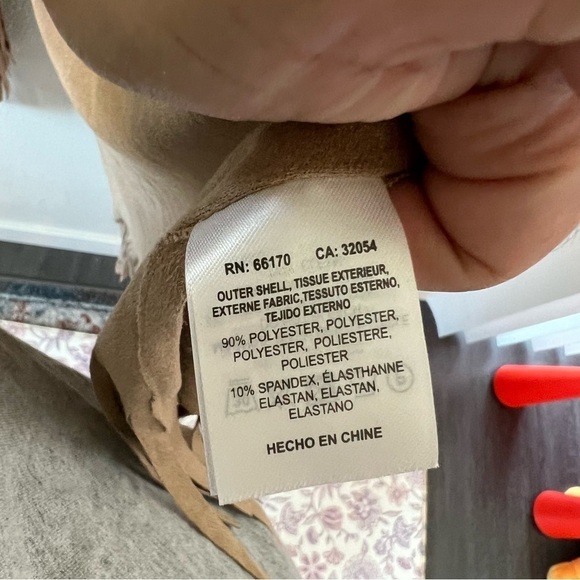 RN: 66170 CA: 32054
OUTER SHELL, TISSUE EXTERIEUR,
EXTERNE FABRIC,TESSUTO ESTERNO,
TEJIDO EXTERNO
90% POLYESTER, POLYESTER,
POLYESTER, POLIESTERE,
POLIESTER
10% SPANDEX, ÉLASTHANNE
ELASTAN, ELASTAN,
ELASTANO
HECHO EN CHINE